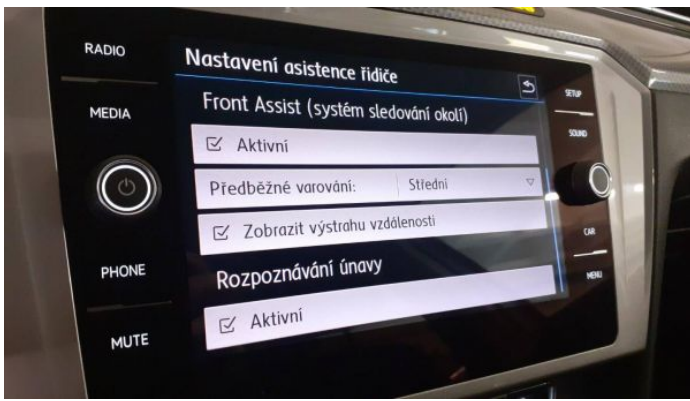 RADIO
MEDIA
PHONE
MUTE
Nastavení asistence řidiče
Front Assist (systém sledování okolí)
Aktivní
Předběžné varování: Střední
Zobrazit výstrahu vzdálenosti
Rozpoznávání únavy
Aktivní
SETUP
SOUND
CAR
MENU